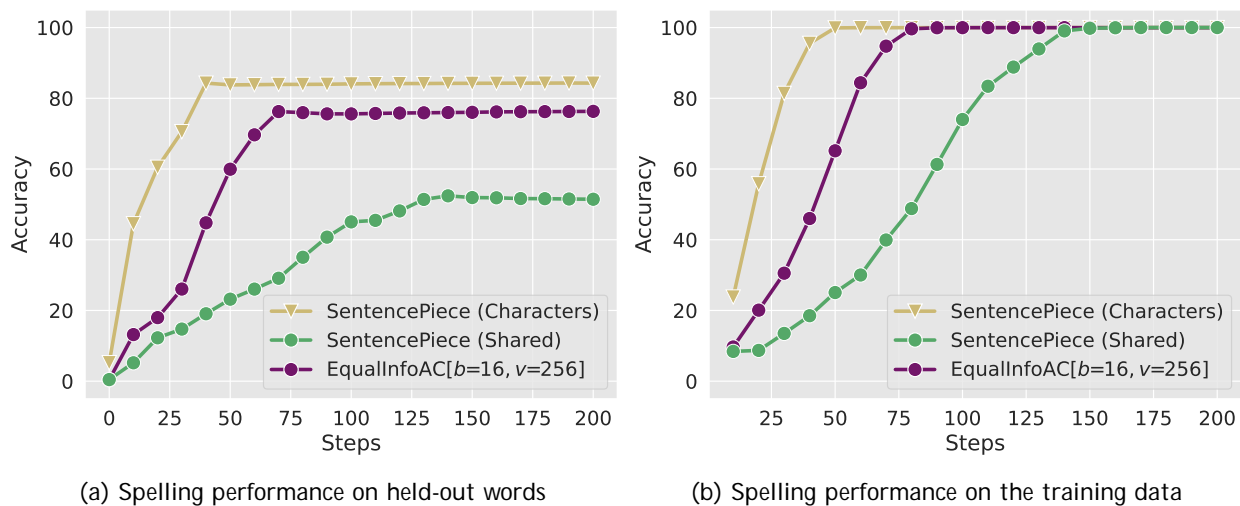 100
80
60
40
20
0
Accuracy
0 25 50 75 100 125 150 175 200
Steps
SentencePiece (Characters)
SentencePiece (Shared)
EqualInfoAC[b=16, v=256]
(a) Spelling performance on held-out words
100
80
60
40
20
0
Accuracy
25 50 75 100 125 150 175 200
Steps
SentencePiece (Characters)
SentencePiece (Shared)
EqualInfoAC[b=16, v=256]
(b) Spelling performance on the training data